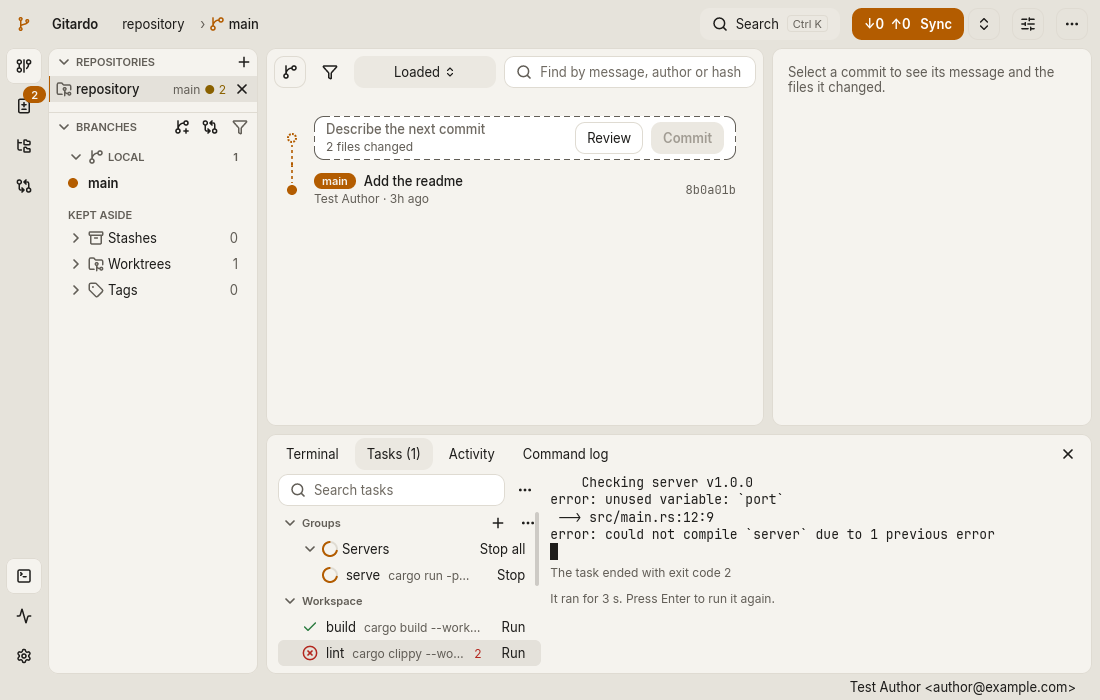 Gitardo
repository
main
Search Ctrl K
↓0 ↑0 Sync
REPOSITORIES
repository main 2
2
BRANCHES
LOCAL 1
main
KEPT ASIDE
Stashes 0
Worktrees 1
Tags 0
Loaded
Find by message, author or hash
Describe the next commit
2 files changed
Review
Commit
main Add the readme
Test Author · 3h ago
8b0a01b
Select a commit to see its message and the
files it changed.
Terminal
Tasks (1)
Activity
Command log
Search tasks
Groups
Servers Stop all
serve cargo run -p… Stop
Workspace
build cargo build --work… Run
lint cargo clippy --wo… 2 Run
Checking server v1.0.0
error: unused variable: `port`
--> src/main.rs:12:9
error: could not compile `server` due to 1 previous error
The task ended with exit code 2
It ran for 3 s. Press Enter to run it again.
Test Author <author@example.com>